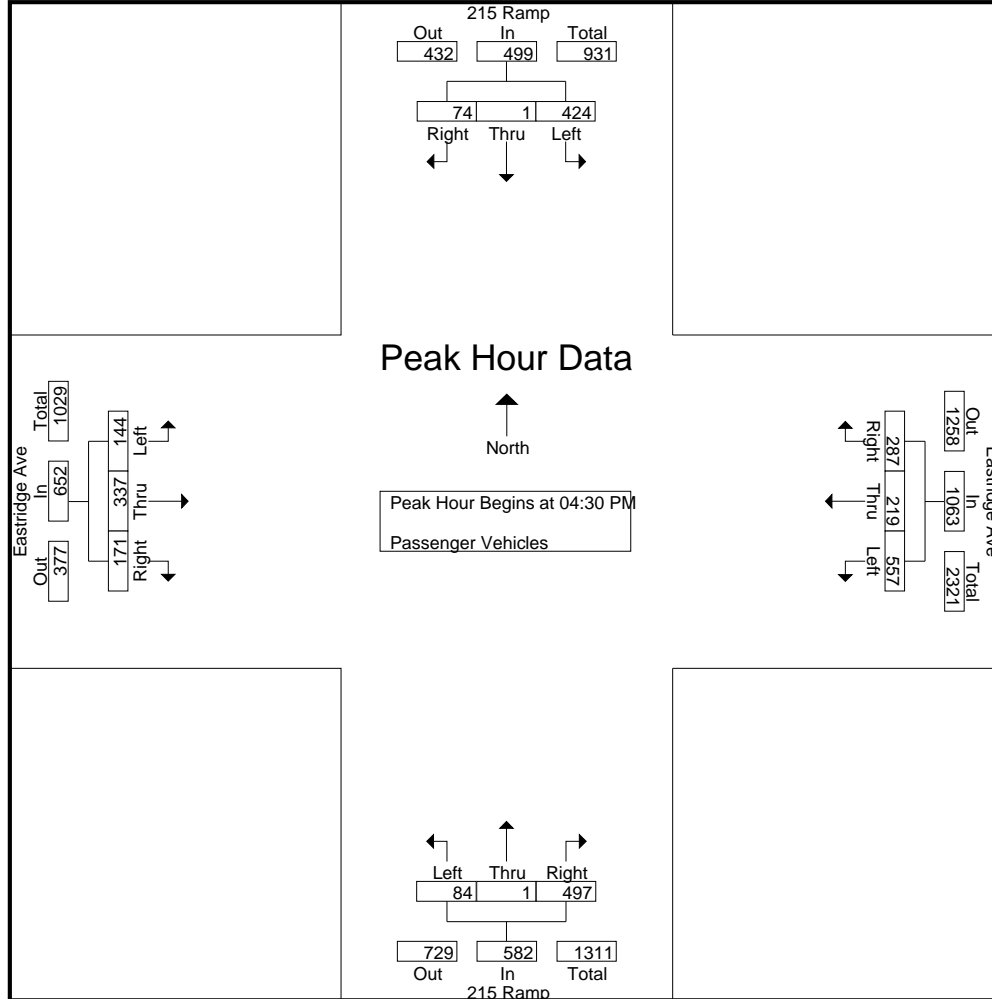 215 Ramp
Out In Total
432 499 931
74 1 424
Right Thru Left
Peak Hour Data
North
Peak Hour Begins at 04:30 PM
Passenger Vehicles
Eastridge Ave
Total In Out
1029 652 377
144 337 171
Left Thru Right
Eastridge Ave
Out In Total
1258 1063 2321
287 219 557
Right Thru Left
Left Thru Right
84 1 497
729 582 1311
Out In Total
215 Ramp